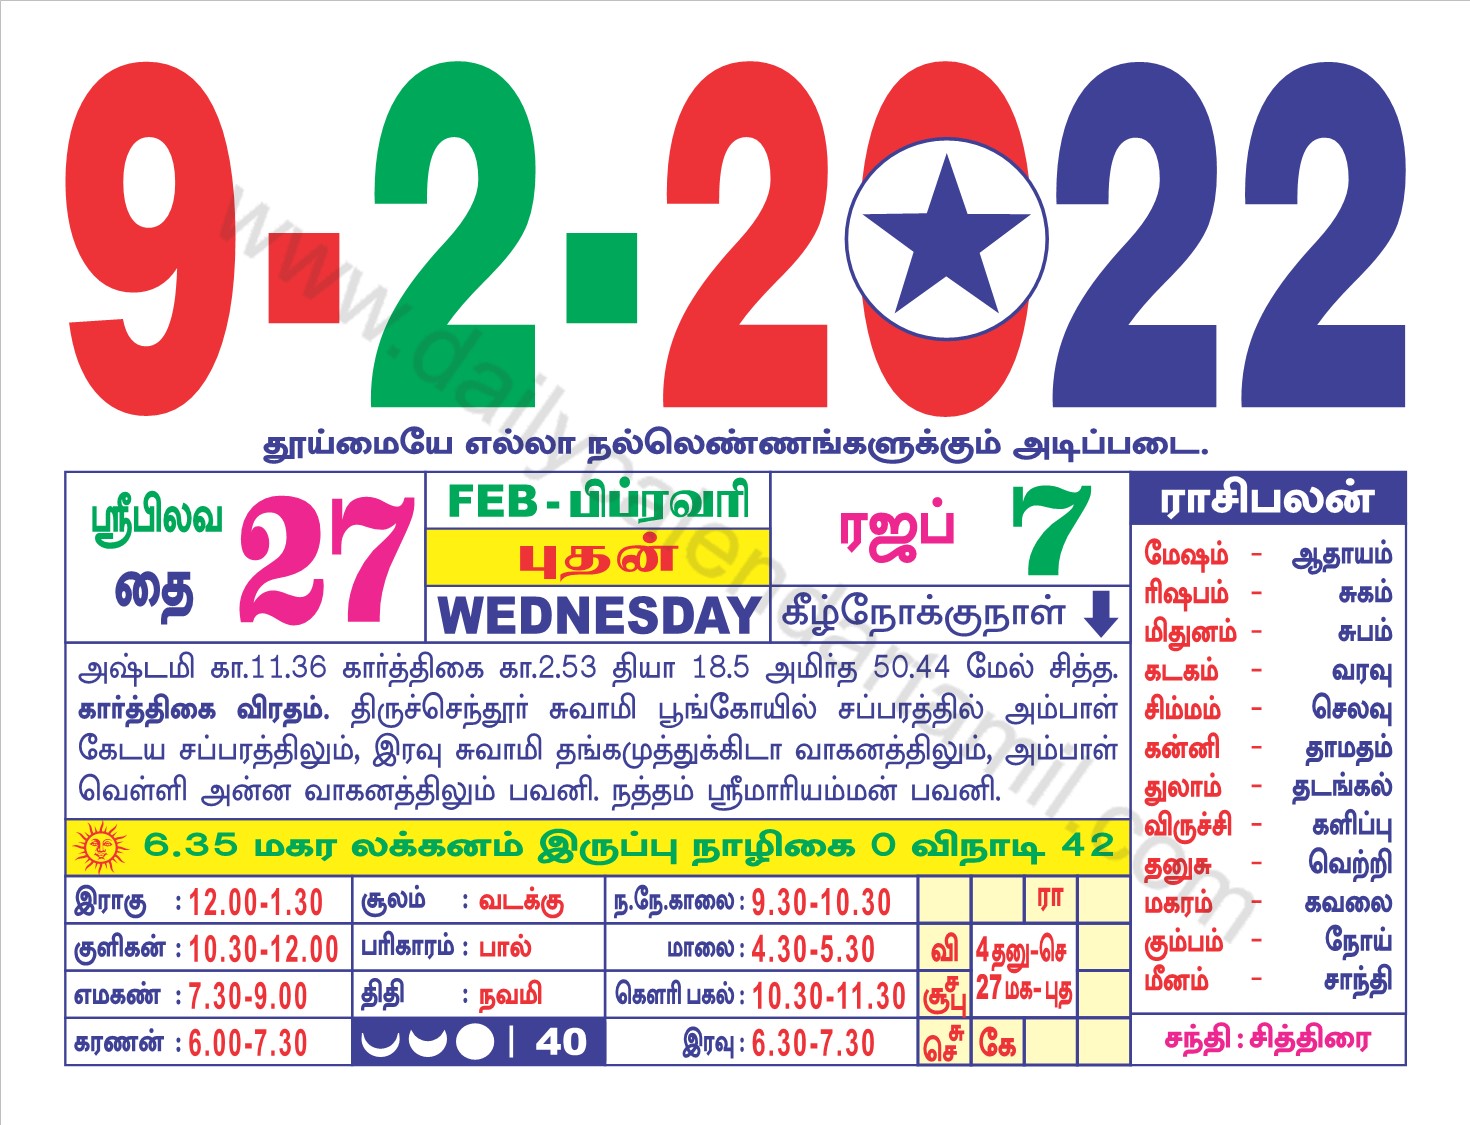 9-2-2022
தூய்மையே எல்லா நல்லெண்ணங்களுக்கும் அடிப்படை.
ஸ்ரீபிலவ
தை
27
FEB - பிப்ரவரி
புதன்
WEDNESDAY
ரஜப் 7
கீழ்நோக்குநாள்
அஷ்டமி கா.11.36 கார்த்திகை கா.2.53 தியா 18.5 அமிர்த 50.44 மேல் சித்த.
கார்த்திகை விரதம். திருச்செந்தூர் சுவாமி பூங்கோயில் சப்பரத்தில் அம்பாள்
கேடய சப்பரத்திலும், இரவு சுவாமி தங்கமுத்துக்கிடா வாகனத்திலும், அம்பாள்
வெள்ளி அன்ன வாகனத்திலும் பவனி. நத்தம் ஸ்ரீமாரியம்மன் பவனி.
6.35 மகர லக்கனம் இருப்பு நாழிகை 0 விநாடி 42
இராகு : 12.00-1.30
குளிகன் : 10.30-12.00
எமகண் : 7.30-9.00
கரணன் : 6.00-7.30
சூலம் : வடக்கு
பரிகாரம் : பால்
திதி : நவமி
40
ந.நே.காலை : 9.30-10.30
மாலை : 4.30-5.30
கௌரி பகல் : 10.30-11.30
இரவு : 6.30-7.30
ரா
வி
4தனு-செ
27மக-புத
சூசபு
செசு
கே
ராசிபலன்
மேஷம் - ஆதாயம்
ரிஷபம் - சுகம்
மிதுனம் - சுபம்
கடகம் - வரவு
சிம்மம் - செலவு
கன்னி - தாமதம்
துலாம் - தடங்கல்
விருச்சி - களிப்பு
தனுசு - வெற்றி
மகரம் - கவலை
கும்பம் - நோய்
மீனம் - சாந்தி
சந்தி : சித்திரை
www.dailycalendartamil.com